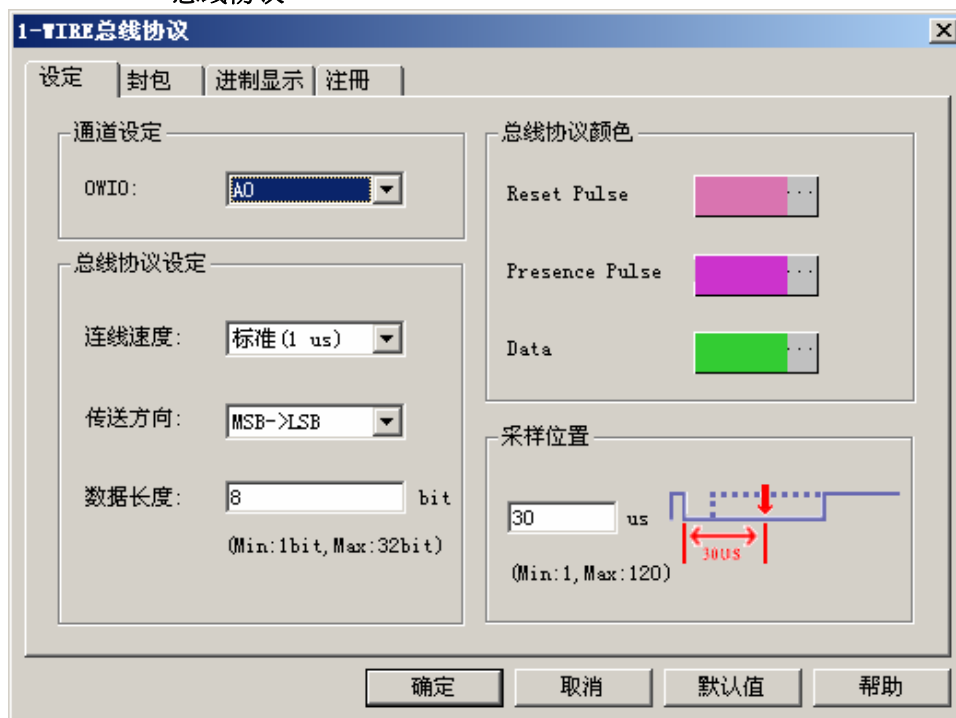 1-WIRE总线协议
设定 封包 进制显示 注册
通道设定
OWIO: A0
总线协议设定
连线速度: 标准(1 us)
传送方向: MSB->LSB
数据长度: 8 bit
(Min:1bit,Max:32bit)
总线协议颜色
Reset Pulse ...
Presence Pulse ...
Data ...
采样位置
30 us
30US
(Min:1,Max:120)
确定 取消 默认值 帮助